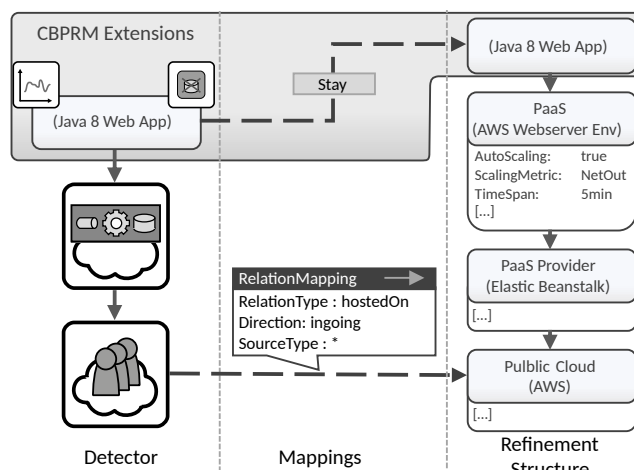 CBPRM Extensions
(Java 8 Web App)
Stay
(Java 8 Web App)
PaaS
(AWS Webserver Env)
AutoScaling: true
ScalingMetric: NetOut
TimeSpan: 5min
[...]
PaaS Provider
(Elastic Beanstalk)
[...]
RelationMapping
RelationType : hostedOn
Direction: ingoing
SourceType : *
Pulblic Cloud
(AWS)
[...]
Detector
Mappings
Refinement
Structure